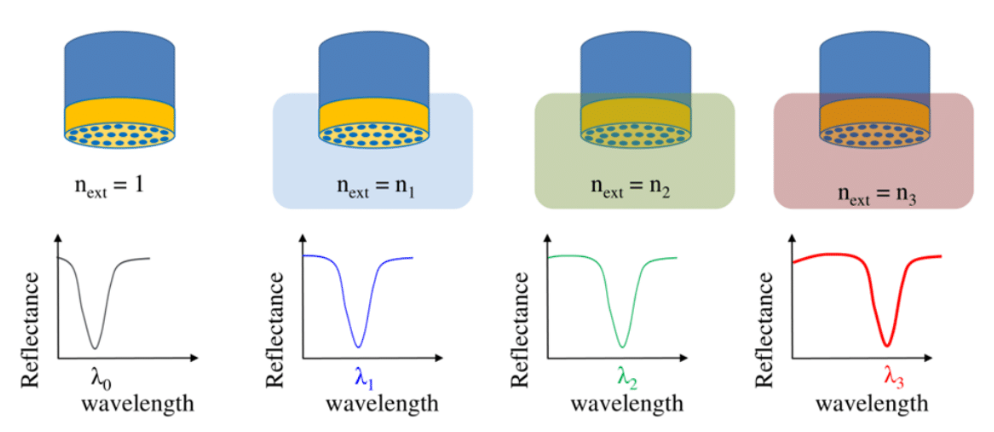 n_ext = 1
n_ext = n_1
n_ext = n_2
n_ext = n_3
Reflectance
λ_0
wavelength
Reflectance
λ_1
wavelength
Reflectance
λ_2
wavelength
Reflectance
λ_3
wavelength